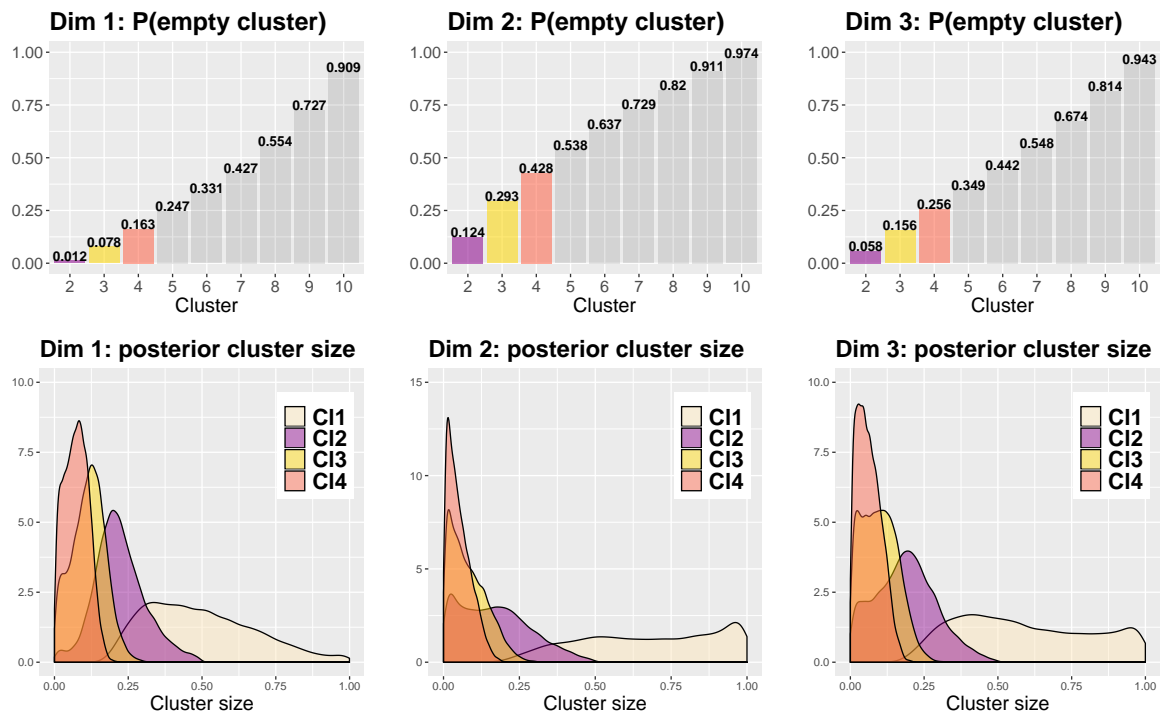 Dim 1: P(empty cluster)
1.00
0.75
0.50
0.25
0.00
0.012
0.078
0.163
0.247
0.331
0.427
0.554
0.727
0.909
2 3 4 5 6 7 8 9 10
Cluster
Dim 2: P(empty cluster)
1.00
0.75
0.50
0.25
0.00
0.124
0.293
0.428
0.538
0.637
0.729
0.82
0.911
0.974
2 3 4 5 6 7 8 9 10
Cluster
Dim 3: P(empty cluster)
1.00
0.75
0.50
0.25
0.00
0.058
0.156
0.256
0.349
0.442
0.548
0.674
0.814
0.943
2 3 4 5 6 7 8 9 10
Cluster
Dim 1: posterior cluster size
10.0
7.5
5.0
2.5
0.0
Cl1
Cl2
Cl3
Cl4
0.00 0.25 0.50 0.75 1.00
Cluster size
Dim 2: posterior cluster size
15
10
5
0
Cl1
Cl2
Cl3
Cl4
0.00 0.25 0.50 0.75 1.00
Cluster size
Dim 3: posterior cluster size
10.0
7.5
5.0
2.5
0.0
Cl1
Cl2
Cl3
Cl4
0.00 0.25 0.50 0.75 1.00
Cluster size